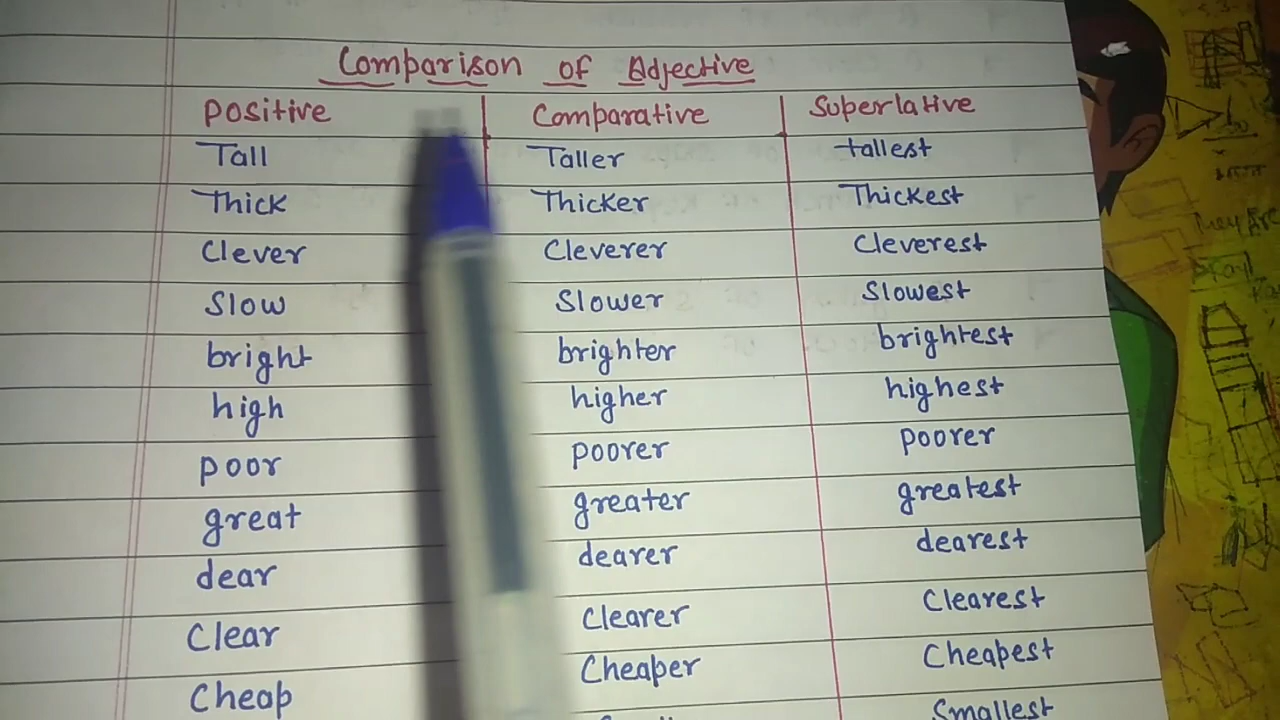 Comparison of Adjective
Positive Comparative Superlative
Tall Taller tallest
Thick Thicker Thickest
Clever Cleverer Cleverest
Slow Slower Slowest
bright brighter brightest
high higher highest
poor poorer poorer
great greater greatest
dear dearer dearest
Clear Clearer Clearest
Cheap Cheaper Cheapest
Smallest